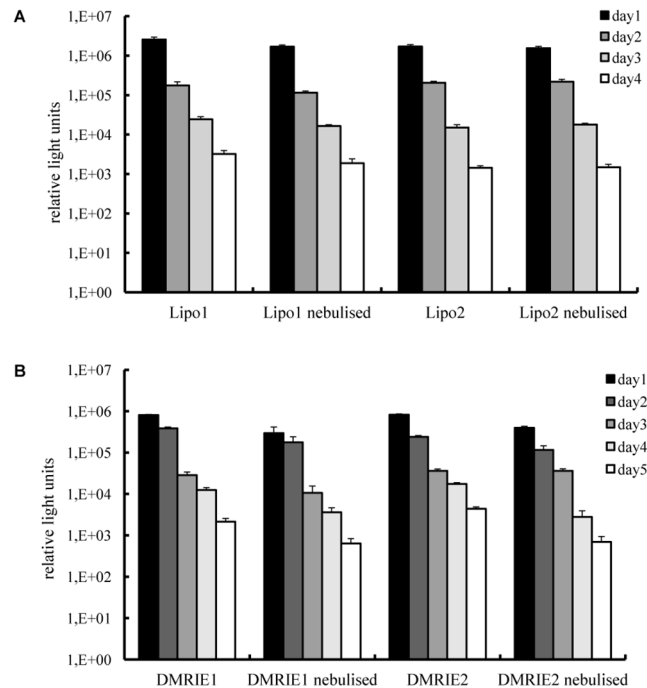 A
1,E+07
1,E+06
1,E+05
1,E+04
1,E+03
1,E+02
1,E+01
1,E+00
relative light units
day1
day2
day3
day4
Lipo1
Lipo1 nebulised
Lipo2
Lipo2 nebulised
B
1,E+07
1,E+06
1,E+05
1,E+04
1,E+03
1,E+02
1,E+01
1,E+00
relative light units
day1
day2
day3
day4
day5
DMRIE1
DMRIE1 nebulised
DMRIE2
DMRIE2 nebulised